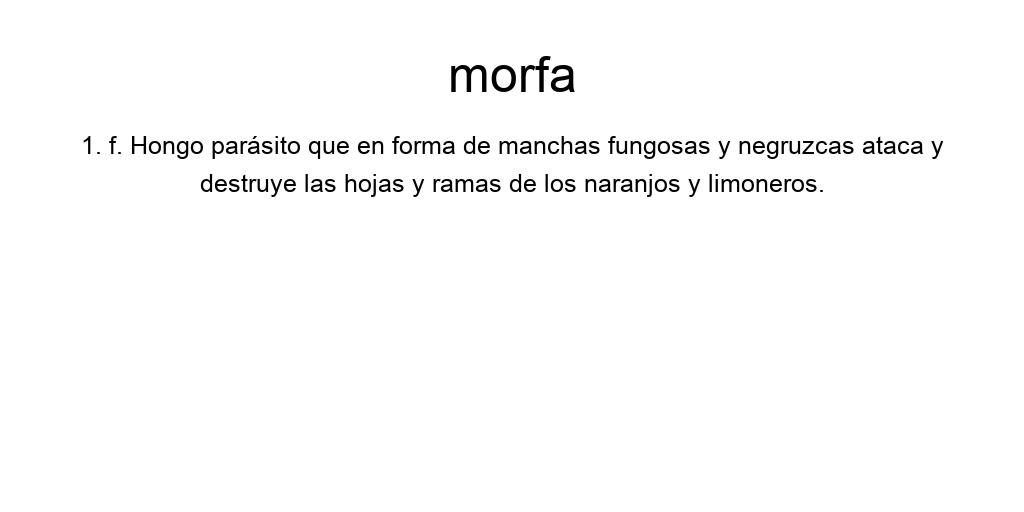 morfa
1. f. Hongo parásito que en forma de manchas fungosas y negruzcas ataca y
destruye las hojas y ramas de los naranjos y limoneros.